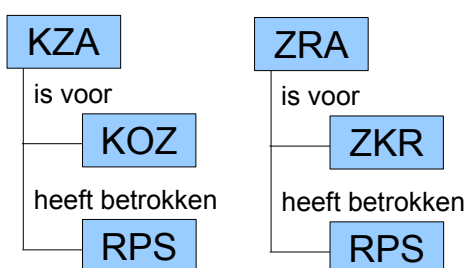 KZA
is voor
KOZ
heeft betrokken
RPS
ZRA
is voor
ZKR
heeft betrokken
RPS